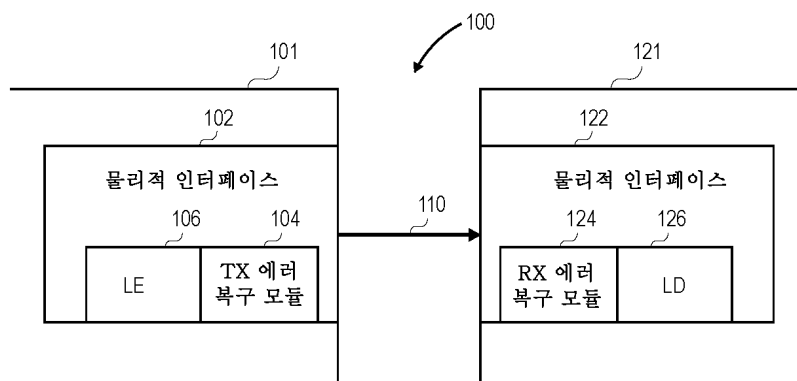 100
101
121
102
122
물리적 인터페이스
물리적 인터페이스
110
106
104
124
126
LE
TX 에러
복구 모듈
RX 에러
복구 모듈
LD